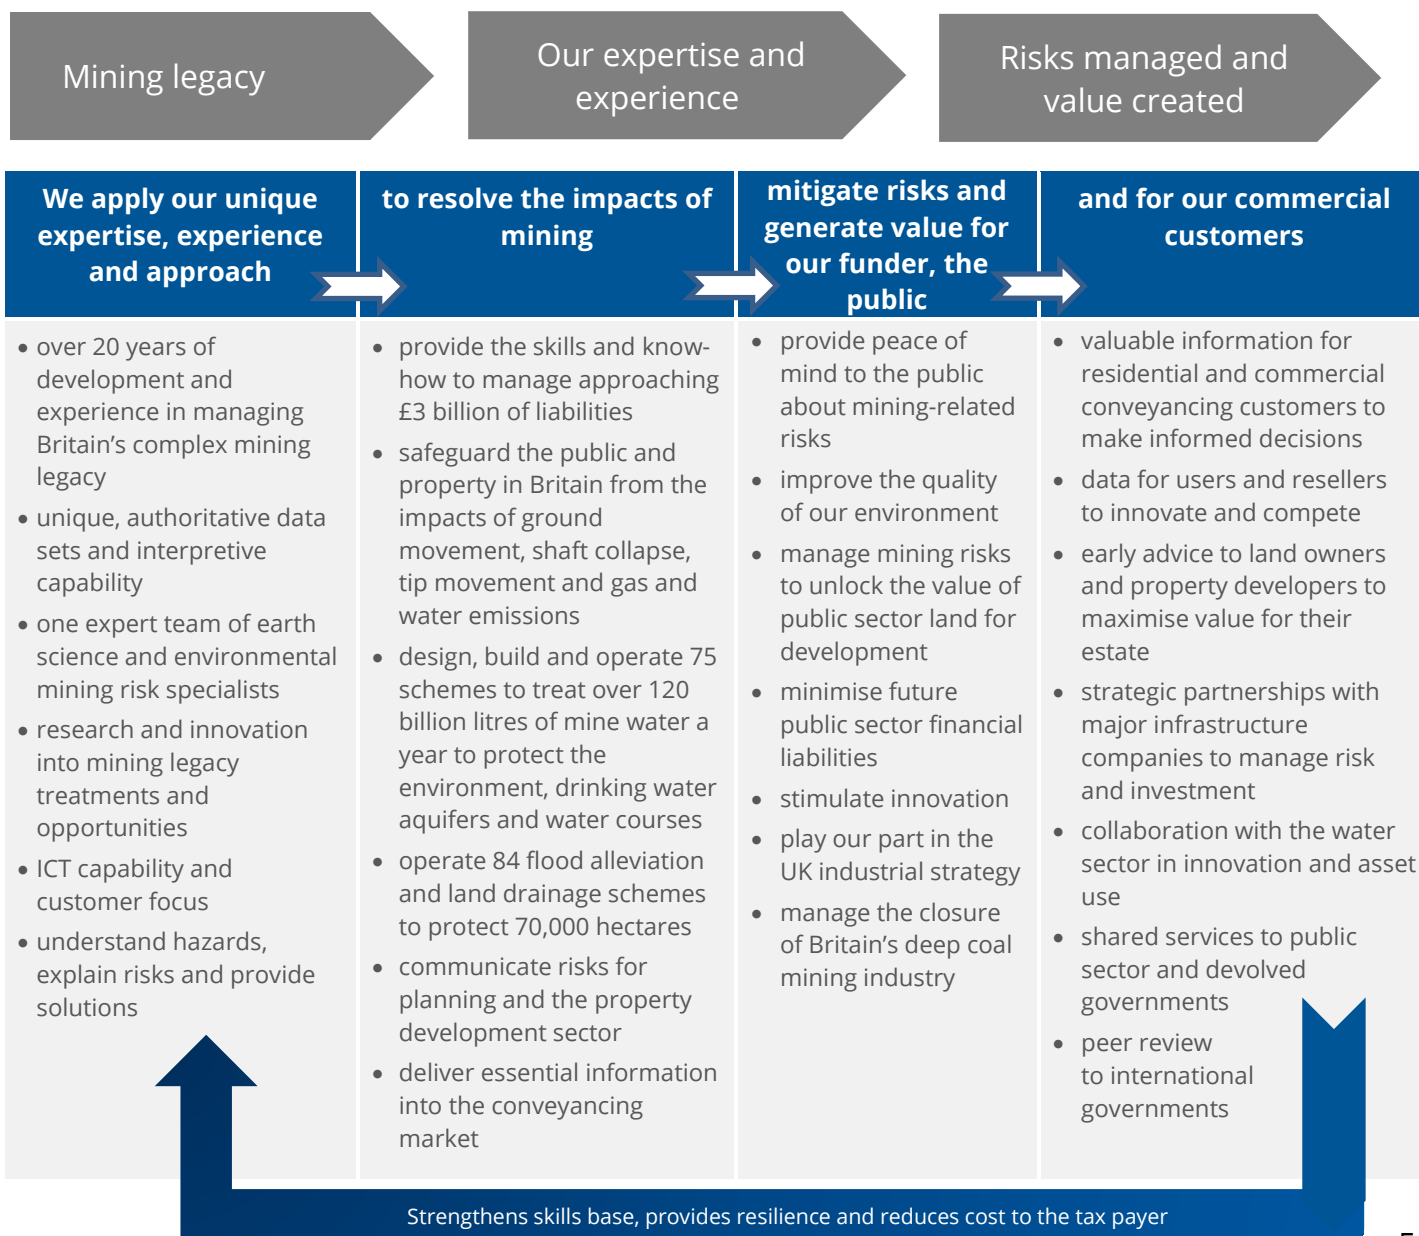 Mining legacy
Our expertise and
experience
Risks managed and
value created
We apply our unique
expertise, experience
and approach
to resolve the impacts of
mining
mitigate risks and
generate value for
our funder, the
public
and for our commercial
customers
• over 20 years of
development and
experience in managing
Britain’s complex mining
legacy
• unique, authoritative data
sets and interpretive
capability
• one expert team of earth
science and environmental
mining risk specialists
• research and innovation
into mining legacy
treatments and
opportunities
• ICT capability and
customer focus
• understand hazards,
explain risks and provide
solutions
• provide the skills and know-
how to manage approaching
£3 billion of liabilities
• safeguard the public and
property in Britain from the
impacts of ground
movement, shaft collapse,
tip movement and gas and
water emissions
• design, build and operate 75
schemes to treat over 120
billion litres of mine water a
year to protect the
environment, drinking water
aquifers and water courses
• operate 84 flood alleviation
and land drainage schemes
to protect 70,000 hectares
• communicate risks for
planning and the property
development sector
• deliver essential information
into the conveyancing
market
• provide peace of
mind to the public
about mining-related
risks
• improve the quality
of our environment
• manage mining risks
to unlock the value of
public sector land for
development
• minimise future
public sector financial
liabilities
• stimulate innovation
• play our part in the
UK industrial strategy
• manage the closure
of Britain’s deep coal
mining industry
• valuable information for
residential and commercial
conveyancing customers to
make informed decisions
• data for users and resellers
to innovate and compete
• early advice to land owners
and property developers to
maximise value for their
estate
• strategic partnerships with
major infrastructure
companies to manage risk
and investment
• collaboration with the water
sector in innovation and asset
use
• shared services to public
sector and devolved
governments
• peer review
to international
governments
Strengthens skills base, provides resilience and reduces cost to the tax payer